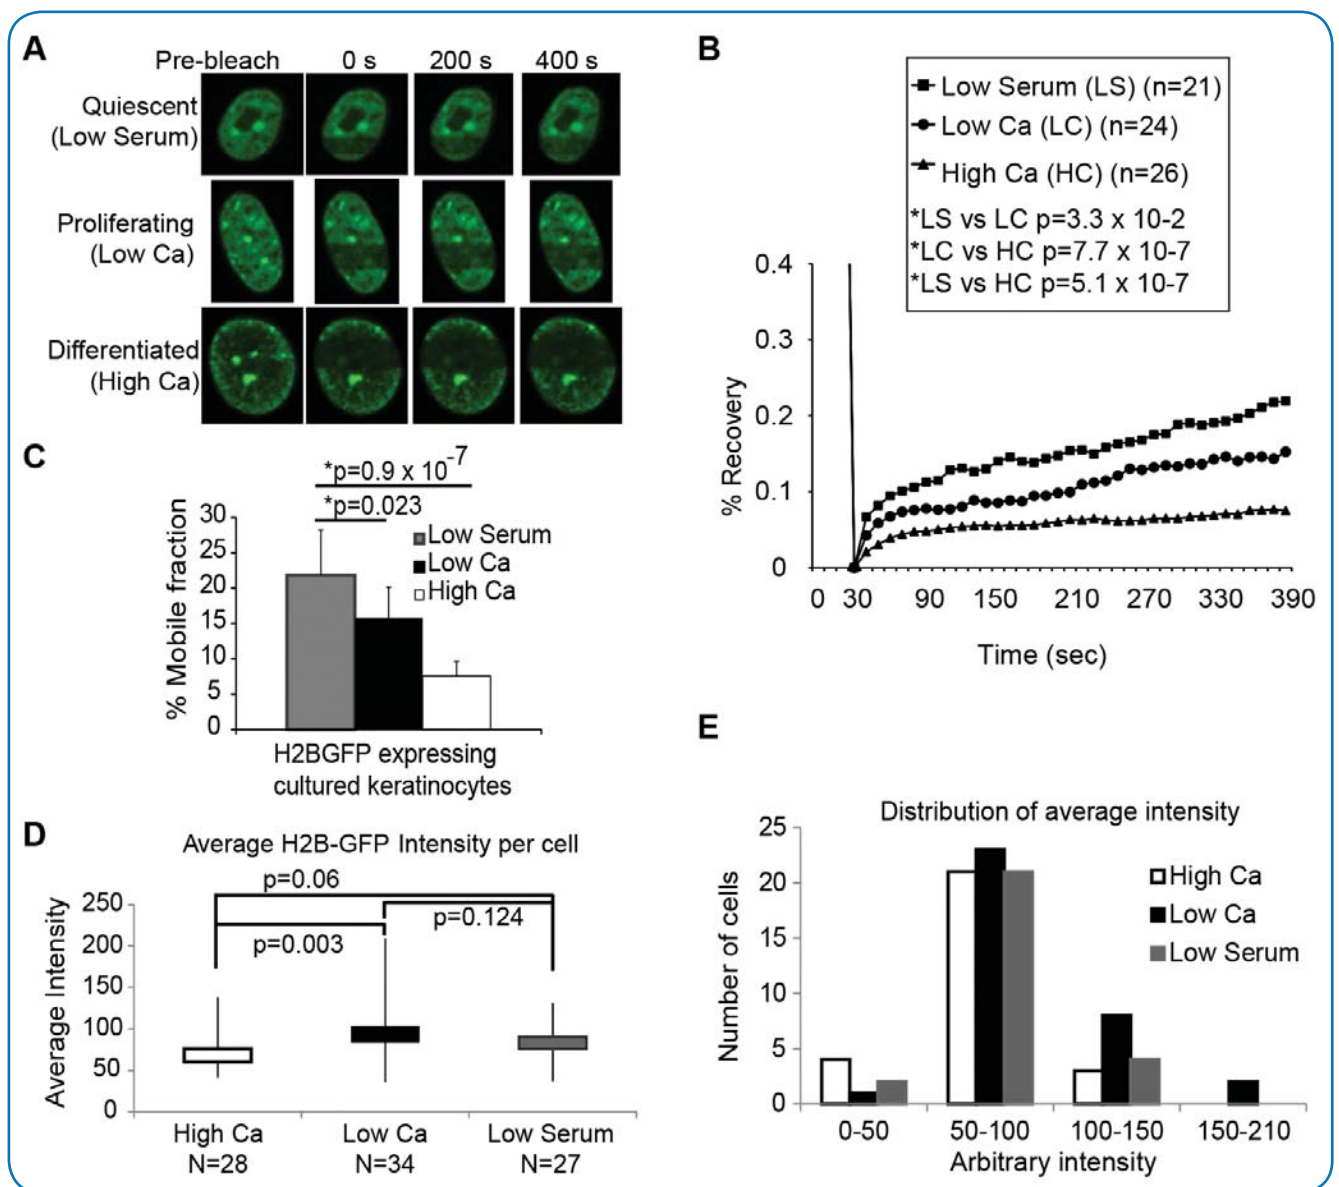 A
Pre-bleach 0 s 200 s 400 s
Quiescent
(Low Serum)
Proliferating
(Low Ca)
Differentiated
(High Ca)
B
Low Serum (LS) (n=21)
Low Ca (LC) (n=24)
High Ca (HC) (n=26)
*LS vs LC p=3.3 x 10-2
*LC vs HC p=7.7 x 10-7
*LS vs HC p=5.1 x 10-7
0.4
0.3
0.2
0.1
0
% Recovery
0 30 90 150 210 270 330 390
Time (sec)
C
*p=0.9 x 10-7
*p=0.023
Low Serum
Low Ca
High Ca
30
25
20
15
10
5
0
% Mobile fraction
H2BGFP expressing
cultured keratinocytes
D
Average H2B-GFP Intensity per cell
p=0.06
p=0.124
p=0.003
250
200
150
100
50
0
Average Intensity
High Ca Low Ca Low Serum
N=28 N=34 N=27
E
Distribution of average intensity
High Ca
Low Ca
Low Serum
25
20
15
10
5
0
Number of cells
0-50 50-100 100-150 150-210
Arbitrary intensity